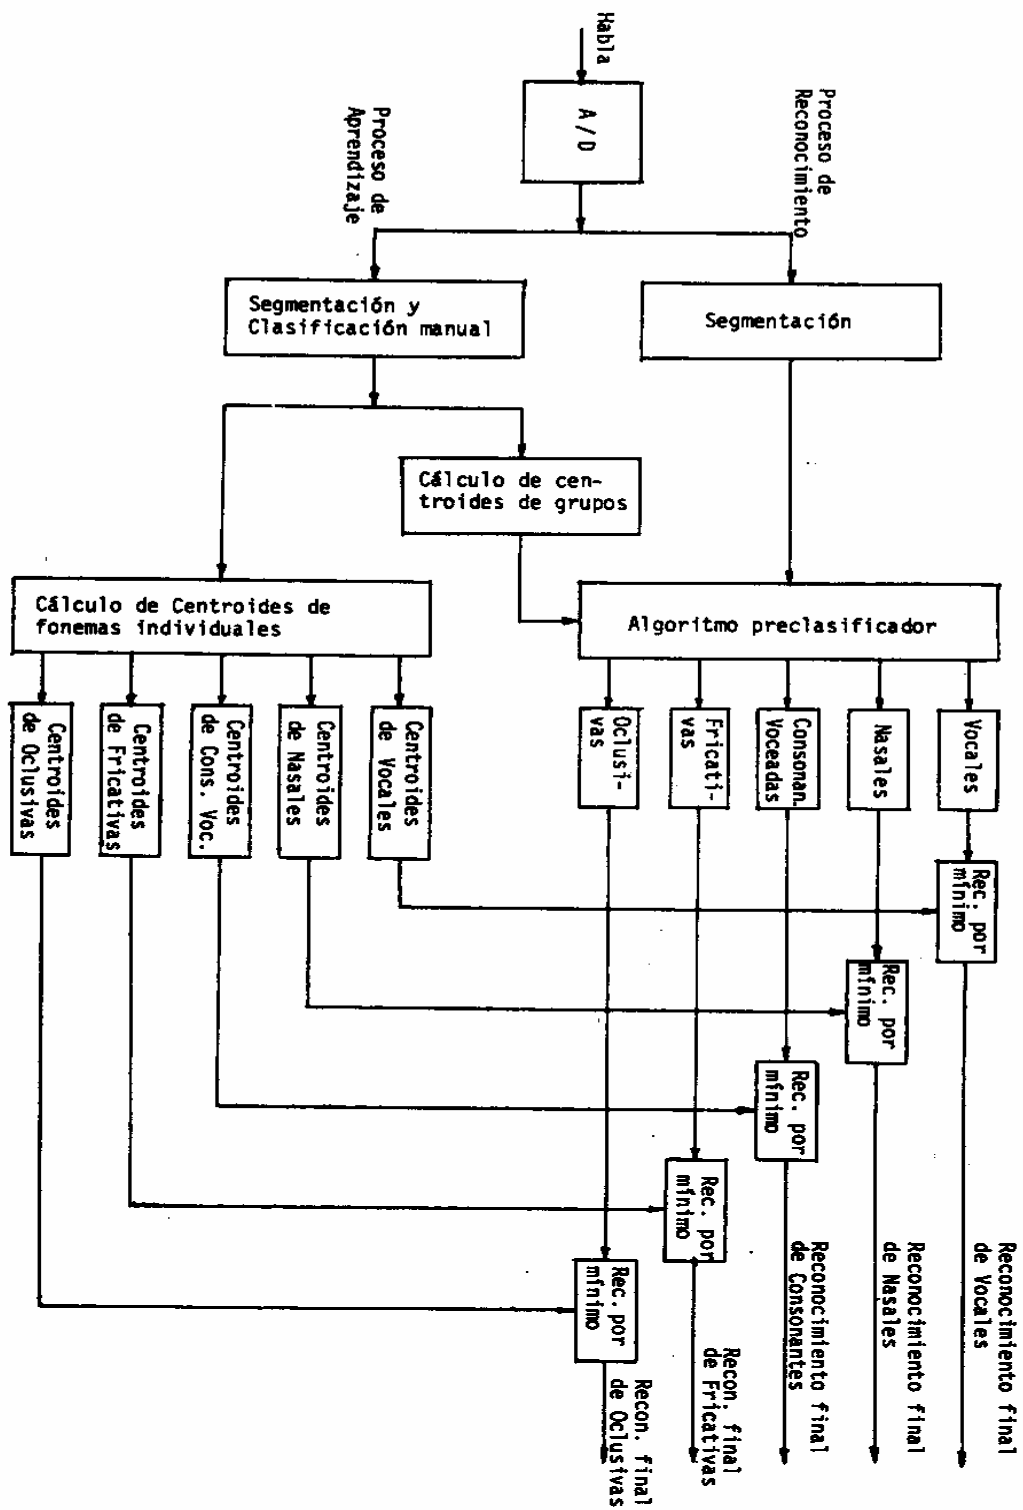 Habla
A/D
Proceso de
Reconocimiento
Proceso de
Aprendizaje
Segmentación y
Clasificación manual
Segmentación
Cálculo de cen-
troides de grupos
Cálculo de Centroides de
fonemas individuales
Algoritmo preclasificador
Centroides
de Oclusivas
Centroides
de Fricativas
Centroides
de Cons. Voc.
Centroides
de Nasales
Centroides
de Vocales
Oclusi-
vas
Fricati-
vas
Consonan.
Voceadas
Nasales
Vocales
Rec. por
mínimo
Rec. por
mínimo
Rec. por
mínimo
Rec. por
mínimo
Rec. por
mínimo
Reconocimiento final
de Vocales
Reconocimiento final
de Nasales
Reconocimiento final
de Consonantes
Recon. final
de Fricativas
Recon. final
de Oclusivas